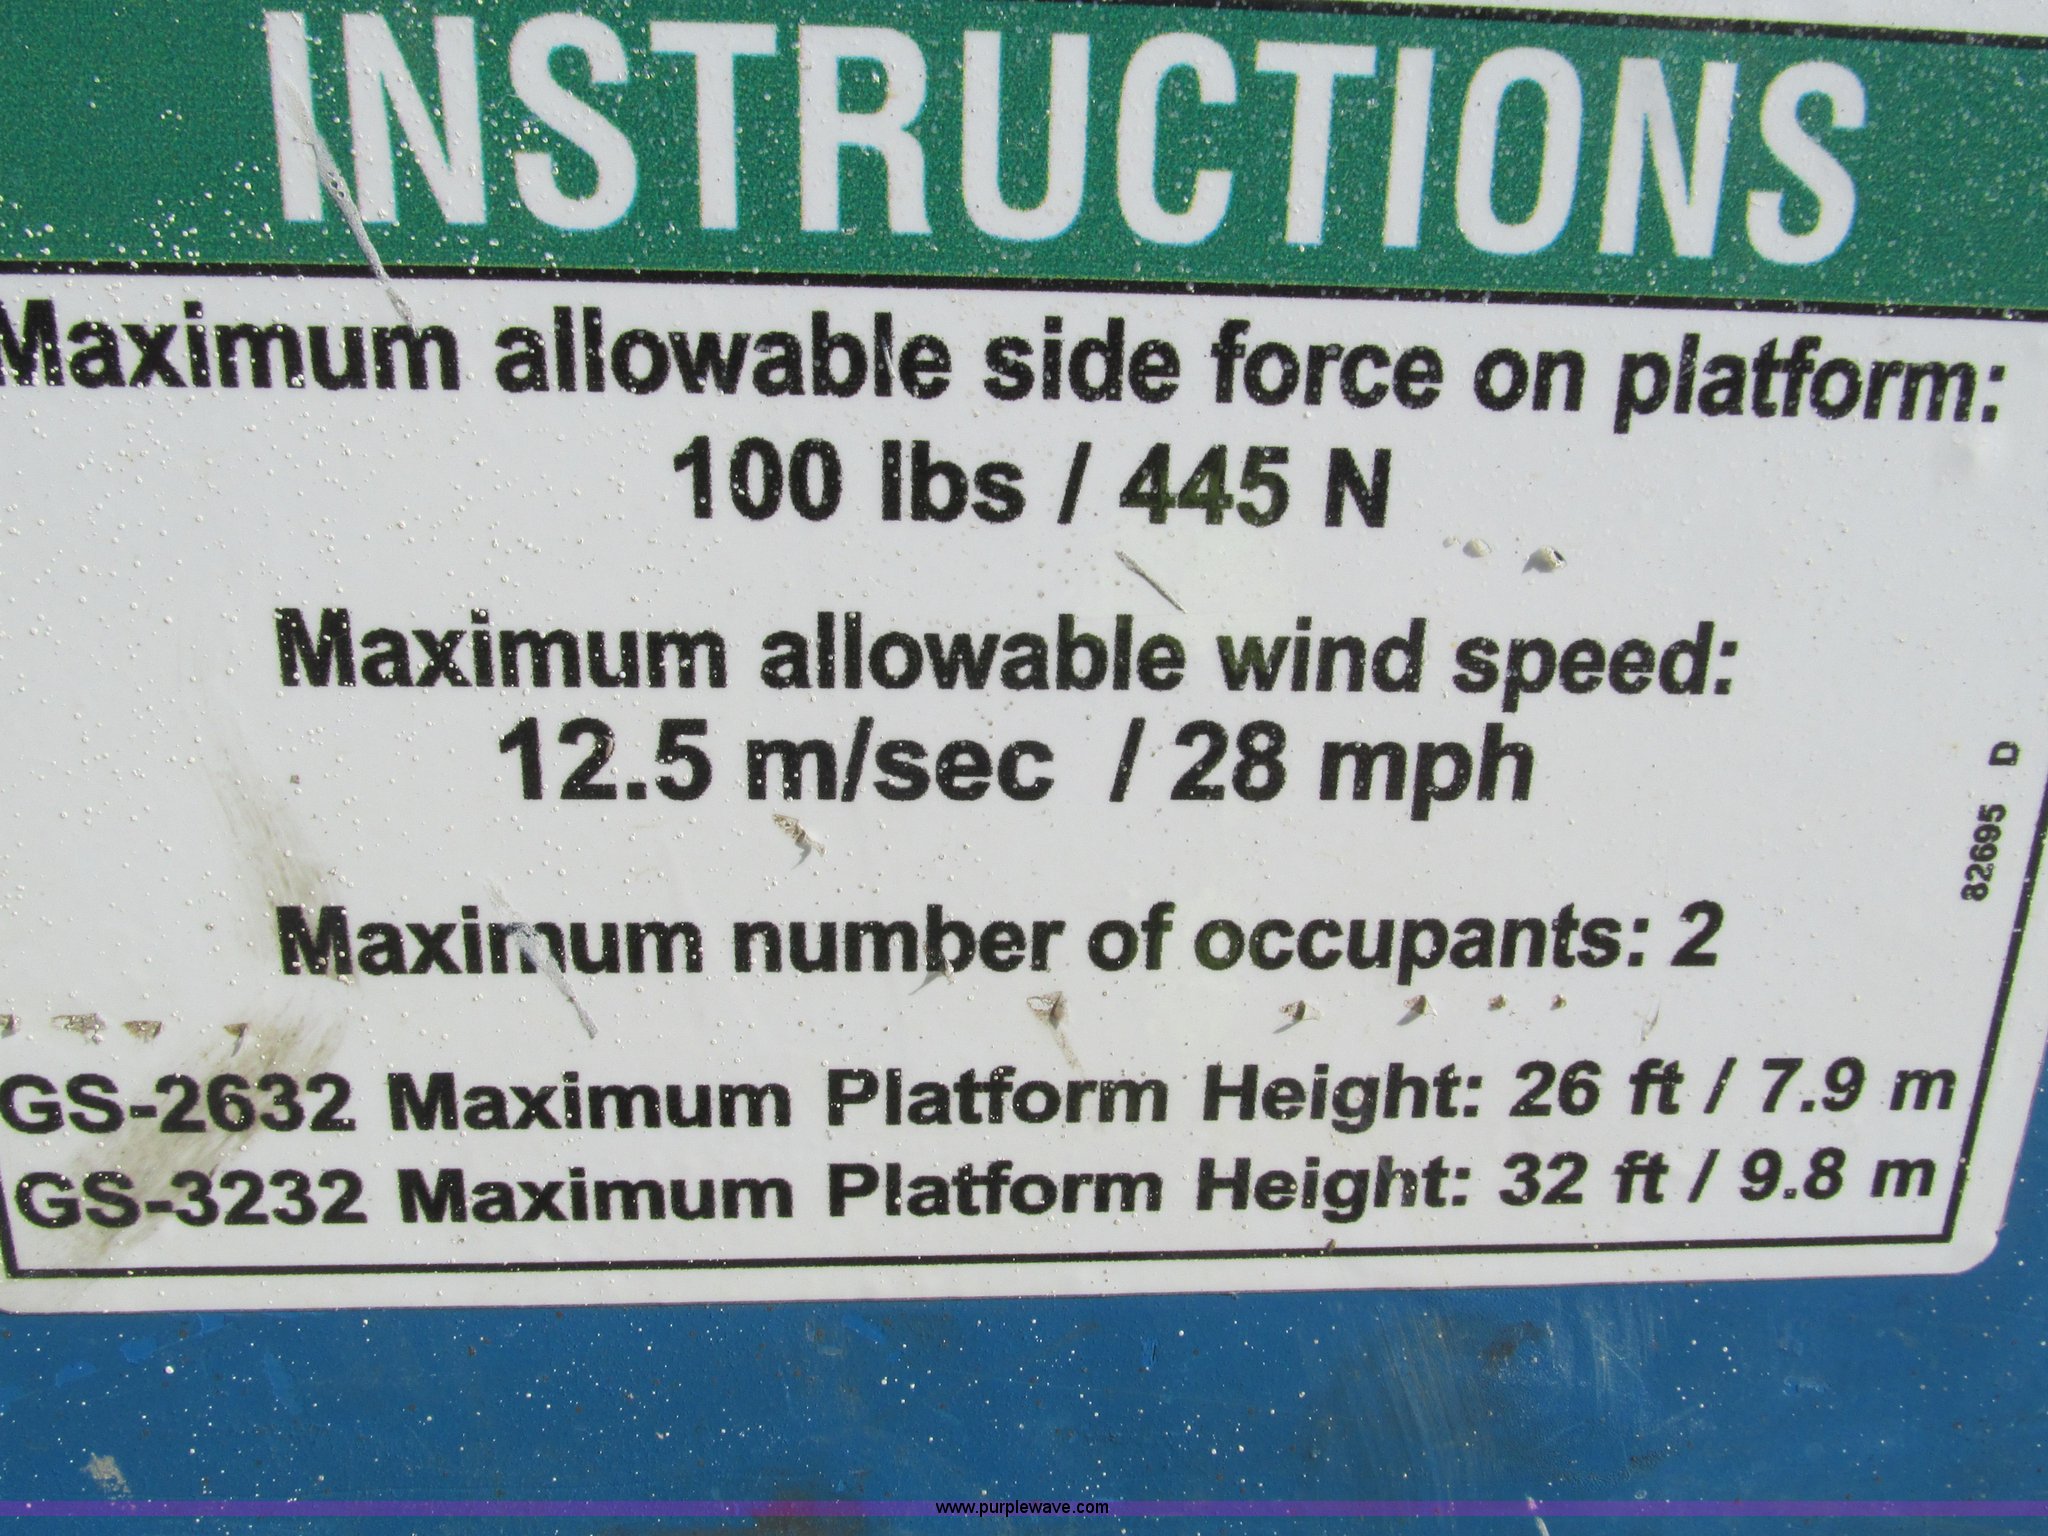 INSTRUCTIONS
Maximum allowable side force on platform:
100 lbs / 445 N
Maximum allowable wind speed:
12.5 m/sec / 28 mph
Maximum number of occupants: 2
GS-2632 Maximum Platform Height: 26 ft / 7.9 m
GS-3232 Maximum Platform Height: 32 ft / 9.8 m
82695 D
www.purplewave.com